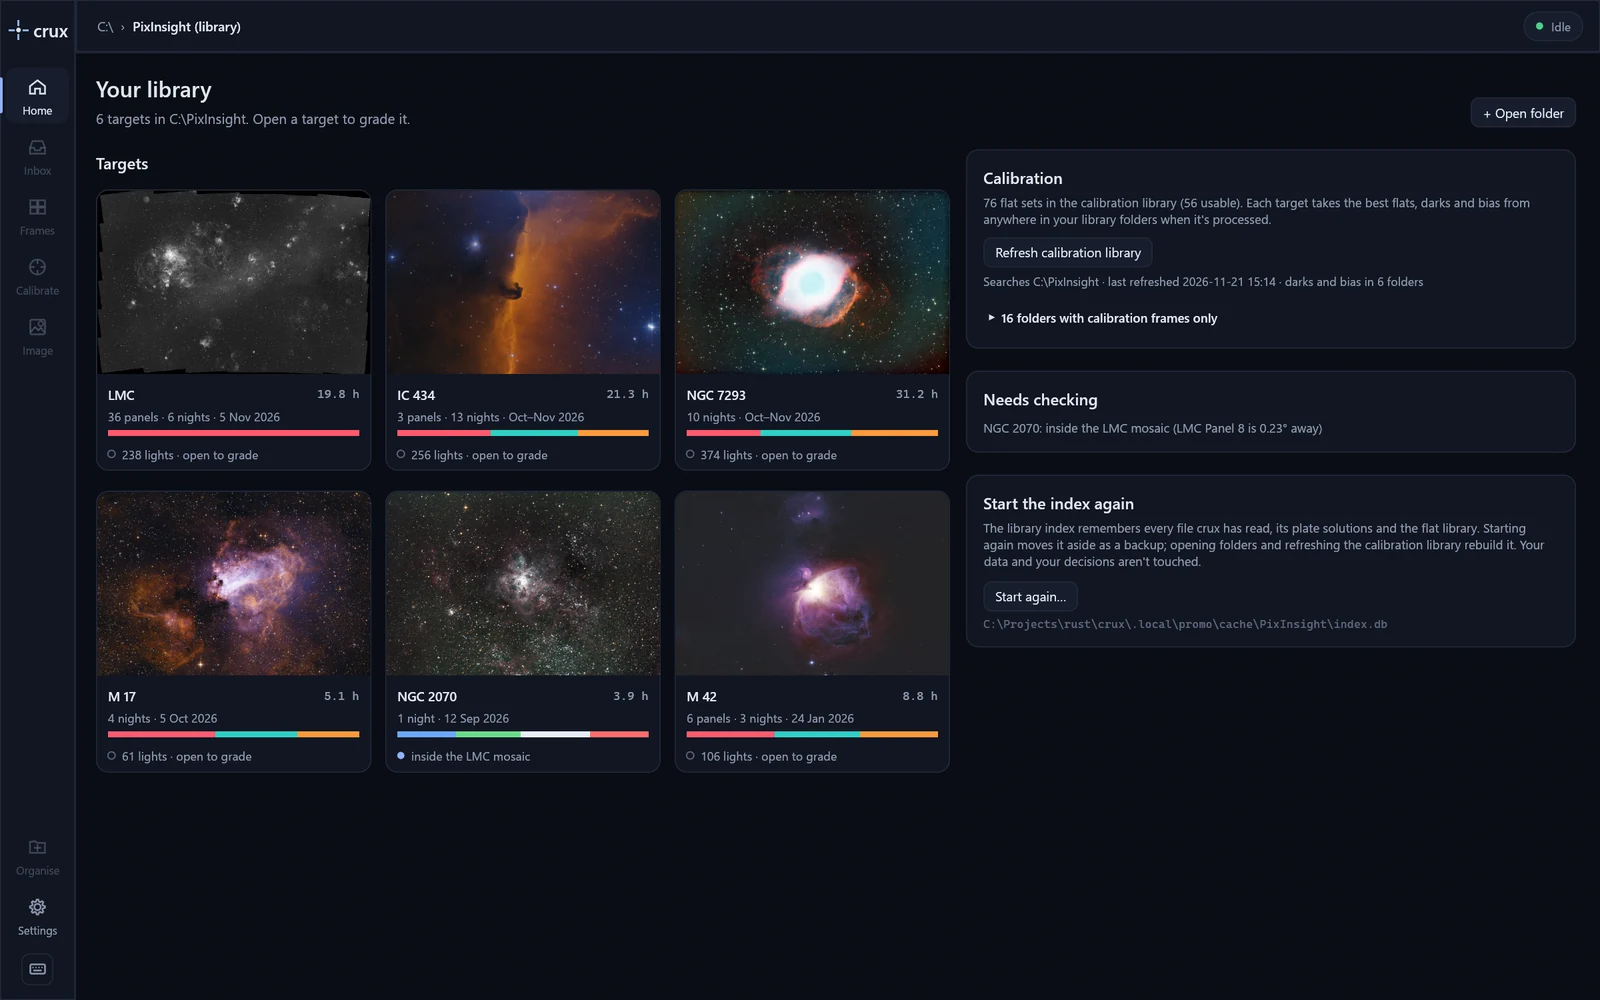 crux
C:\ › PixInsight (library)
Idle
Home
Inbox
Frames
Calibrate
Image
Organise
Settings
Your library
6 targets in C:\PixInsight. Open a target to grade it.
+ Open folder
Targets
LMC 19.8 h
36 panels · 6 nights · 5 Nov 2026
238 lights · open to grade
IC 434 21.3 h
3 panels · 13 nights · Oct–Nov 2026
256 lights · open to grade
NGC 7293 31.2 h
10 nights · Oct–Nov 2026
374 lights · open to grade
M 17 5.1 h
4 nights · 5 Oct 2026
61 lights · open to grade
NGC 2070 3.9 h
1 night · 12 Sep 2026
inside the LMC mosaic
M 42 8.8 h
6 panels · 3 nights · 24 Jan 2026
106 lights · open to grade
Calibration
76 flat sets in the calibration library (56 usable). Each target takes the best flats, darks and bias from
anywhere in your library folders when it's processed.
Refresh calibration library
Searches C:\PixInsight · last refreshed 2026-11-21 15:14 · darks and bias in 6 folders
16 folders with calibration frames only
Needs checking
NGC 2070: inside the LMC mosaic (LMC Panel 8 is 0.23° away)
Start the index again
The library index remembers every file crux has read, its plate solutions and the flat library. Starting
again moves it aside as a backup; opening folders and refreshing the calibration library rebuild it. Your
data and your decisions aren't touched.
Start again...
C:\Projects\rust\crux\.local\promo\cache\PixInsight\index.db